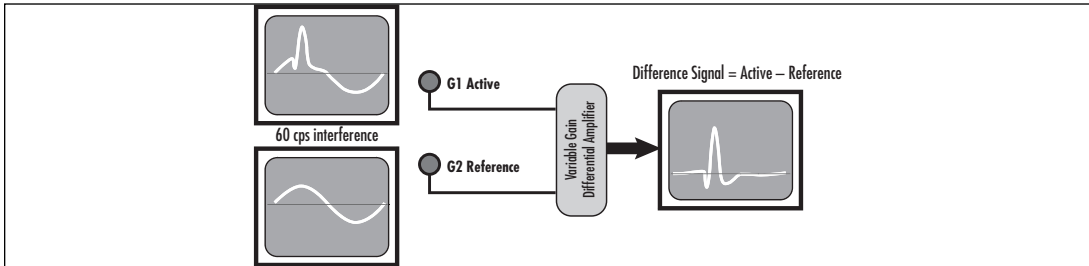 G1 Active
Difference Signal = Active – Reference
60 cps interference
G2 Reference
Variable Gain
Differential Amplifier